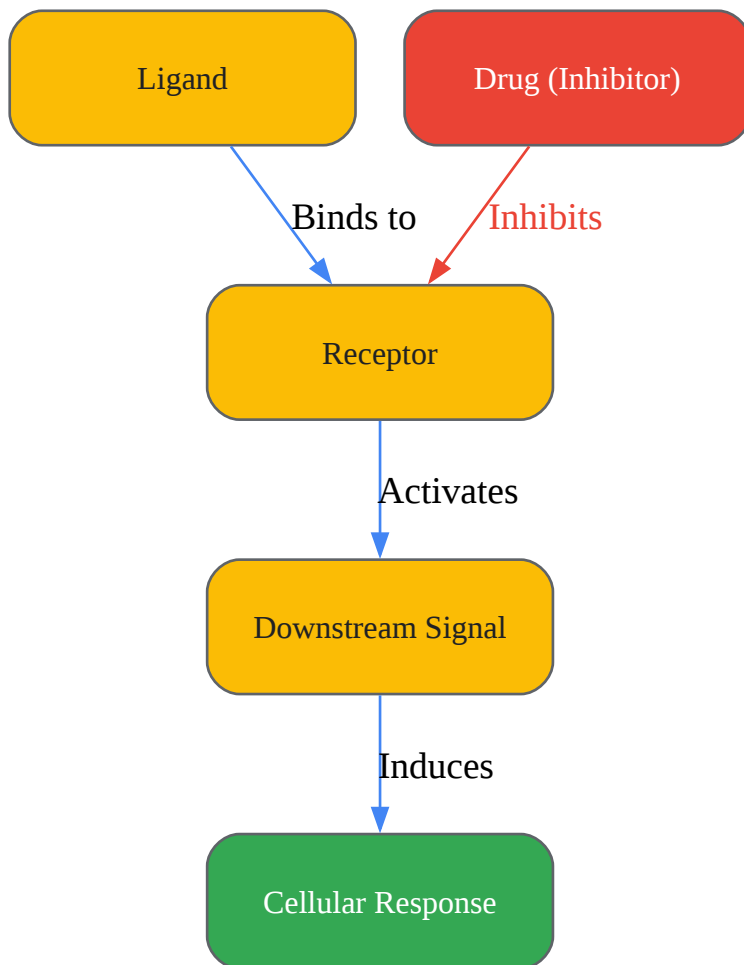 Ligand
Drug (Inhibitor)
Binds to
Inhibits
Receptor
Activates
Downstream Signal
Induces
Cellular Response